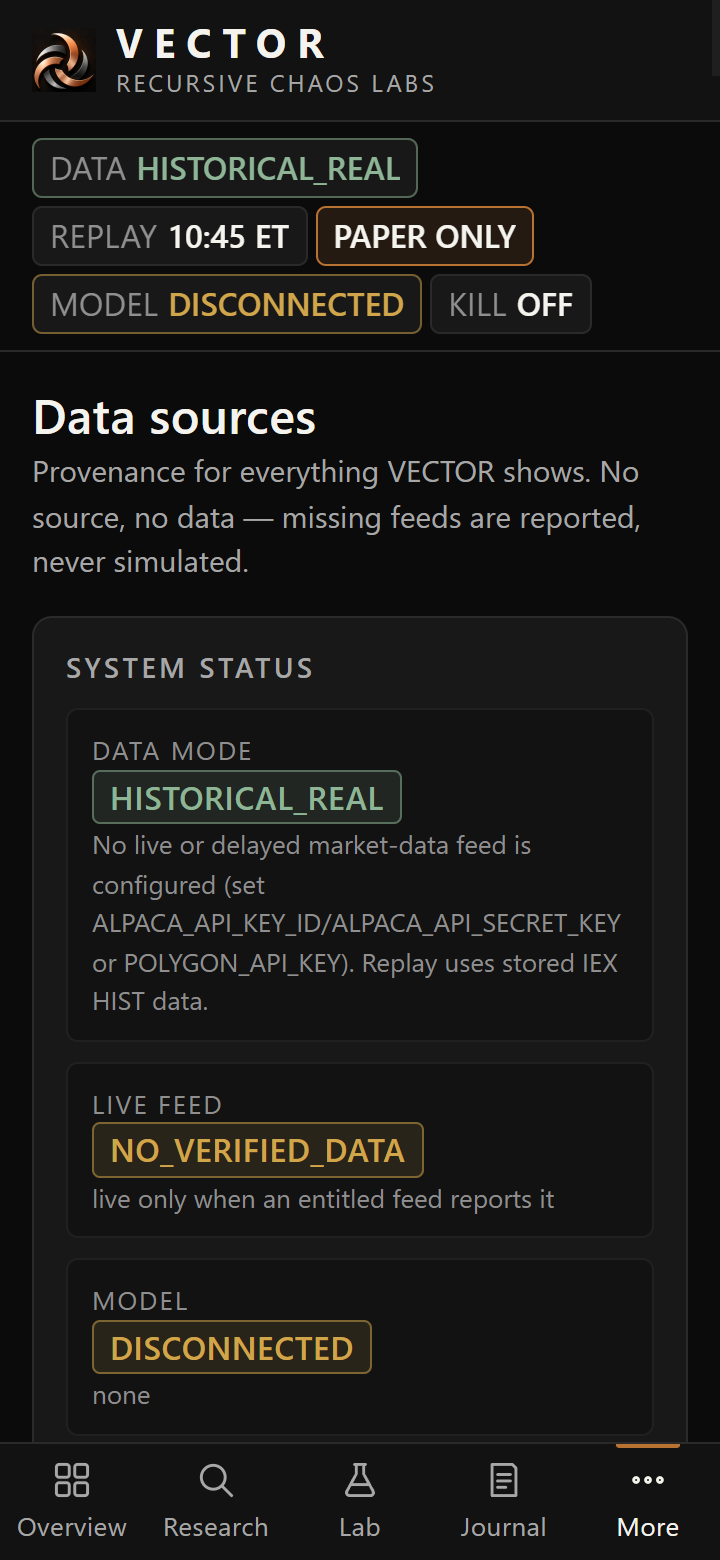 VECTOR
RECURSIVE CHAOS LABS
DATA HISTORICAL_REAL
REPLAY 10:45 ET PAPER ONLY
MODEL DISCONNECTED KILL OFF
Data sources
Provenance for everything VECTOR shows. No
source, no data — missing feeds are reported,
never simulated.
SYSTEM STATUS
DATA MODE
HISTORICAL_REAL
No live or delayed market-data feed is
configured (set
ALPACA_API_KEY_ID/ALPACA_API_SECRET_KEY
or POLYGON_API_KEY). Replay uses stored IEX
HIST data.
LIVE FEED
NO_VERIFIED_DATA
live only when an entitled feed reports it
MODEL
DISCONNECTED
none
Overview Research Lab Journal More